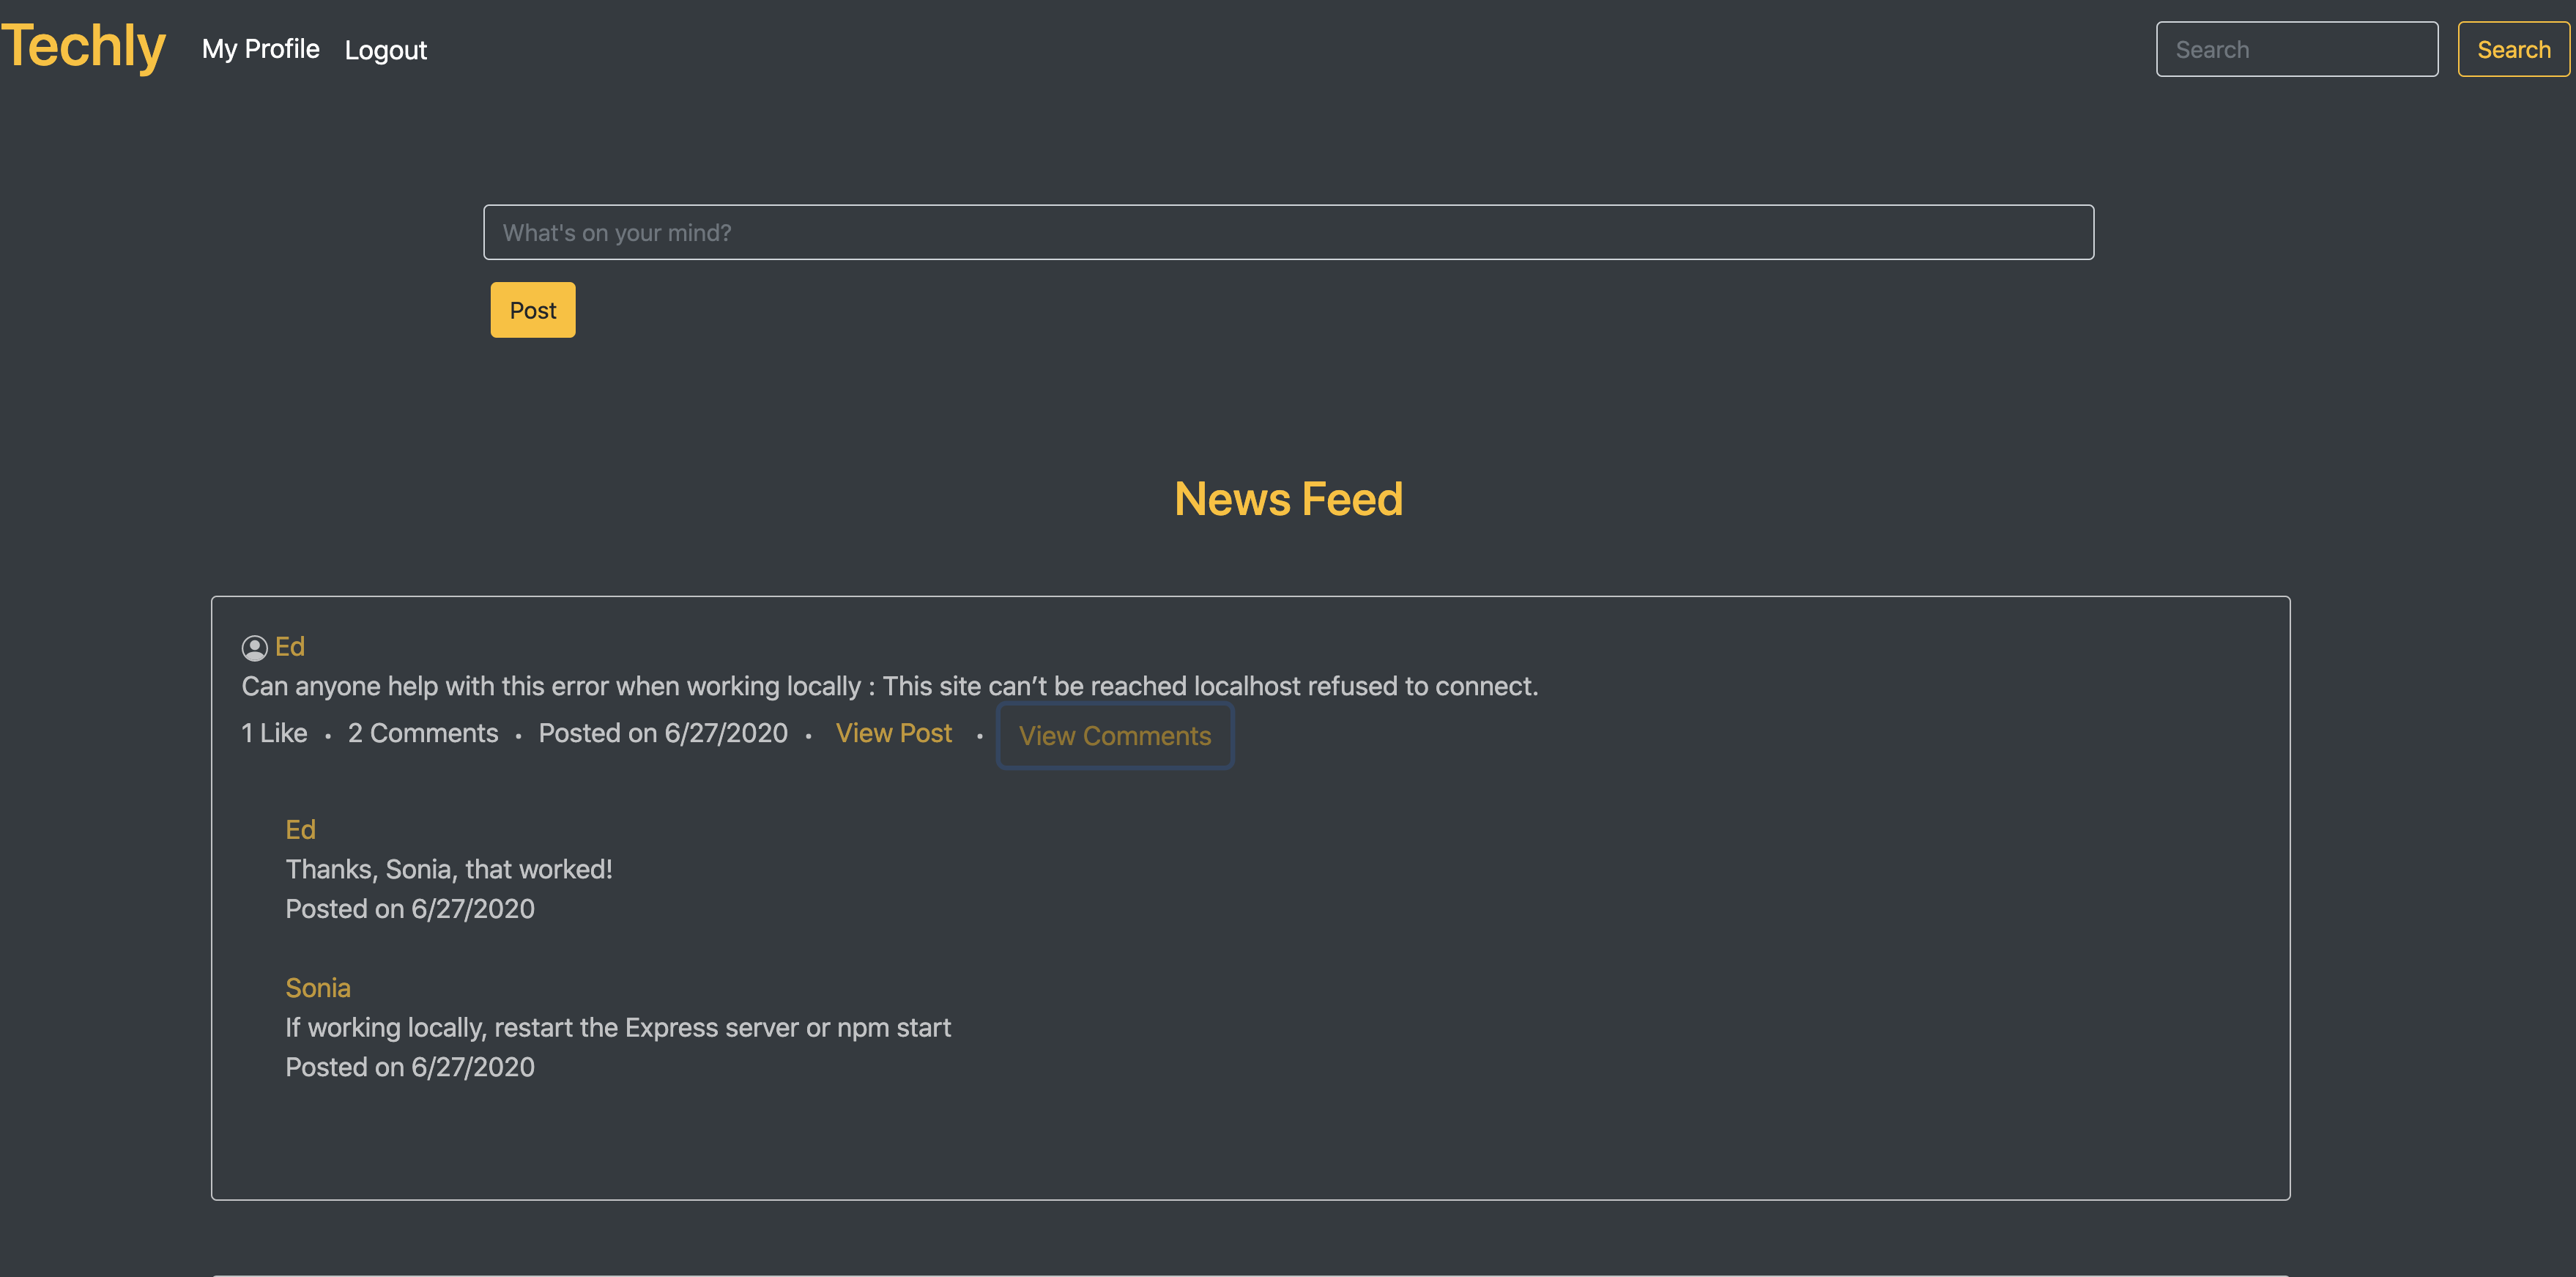 Techly My Profile Logout Search Search
What's on your mind?
Post
News Feed
Ed
Can anyone help with this error when working locally : This site can’t be reached localhost refused to connect.
1 Like • 2 Comments • Posted on 6/27/2020 • View Post • View Comments
Ed
Thanks, Sonia, that worked!
Posted on 6/27/2020
Sonia
If working locally, restart the Express server or npm start
Posted on 6/27/2020